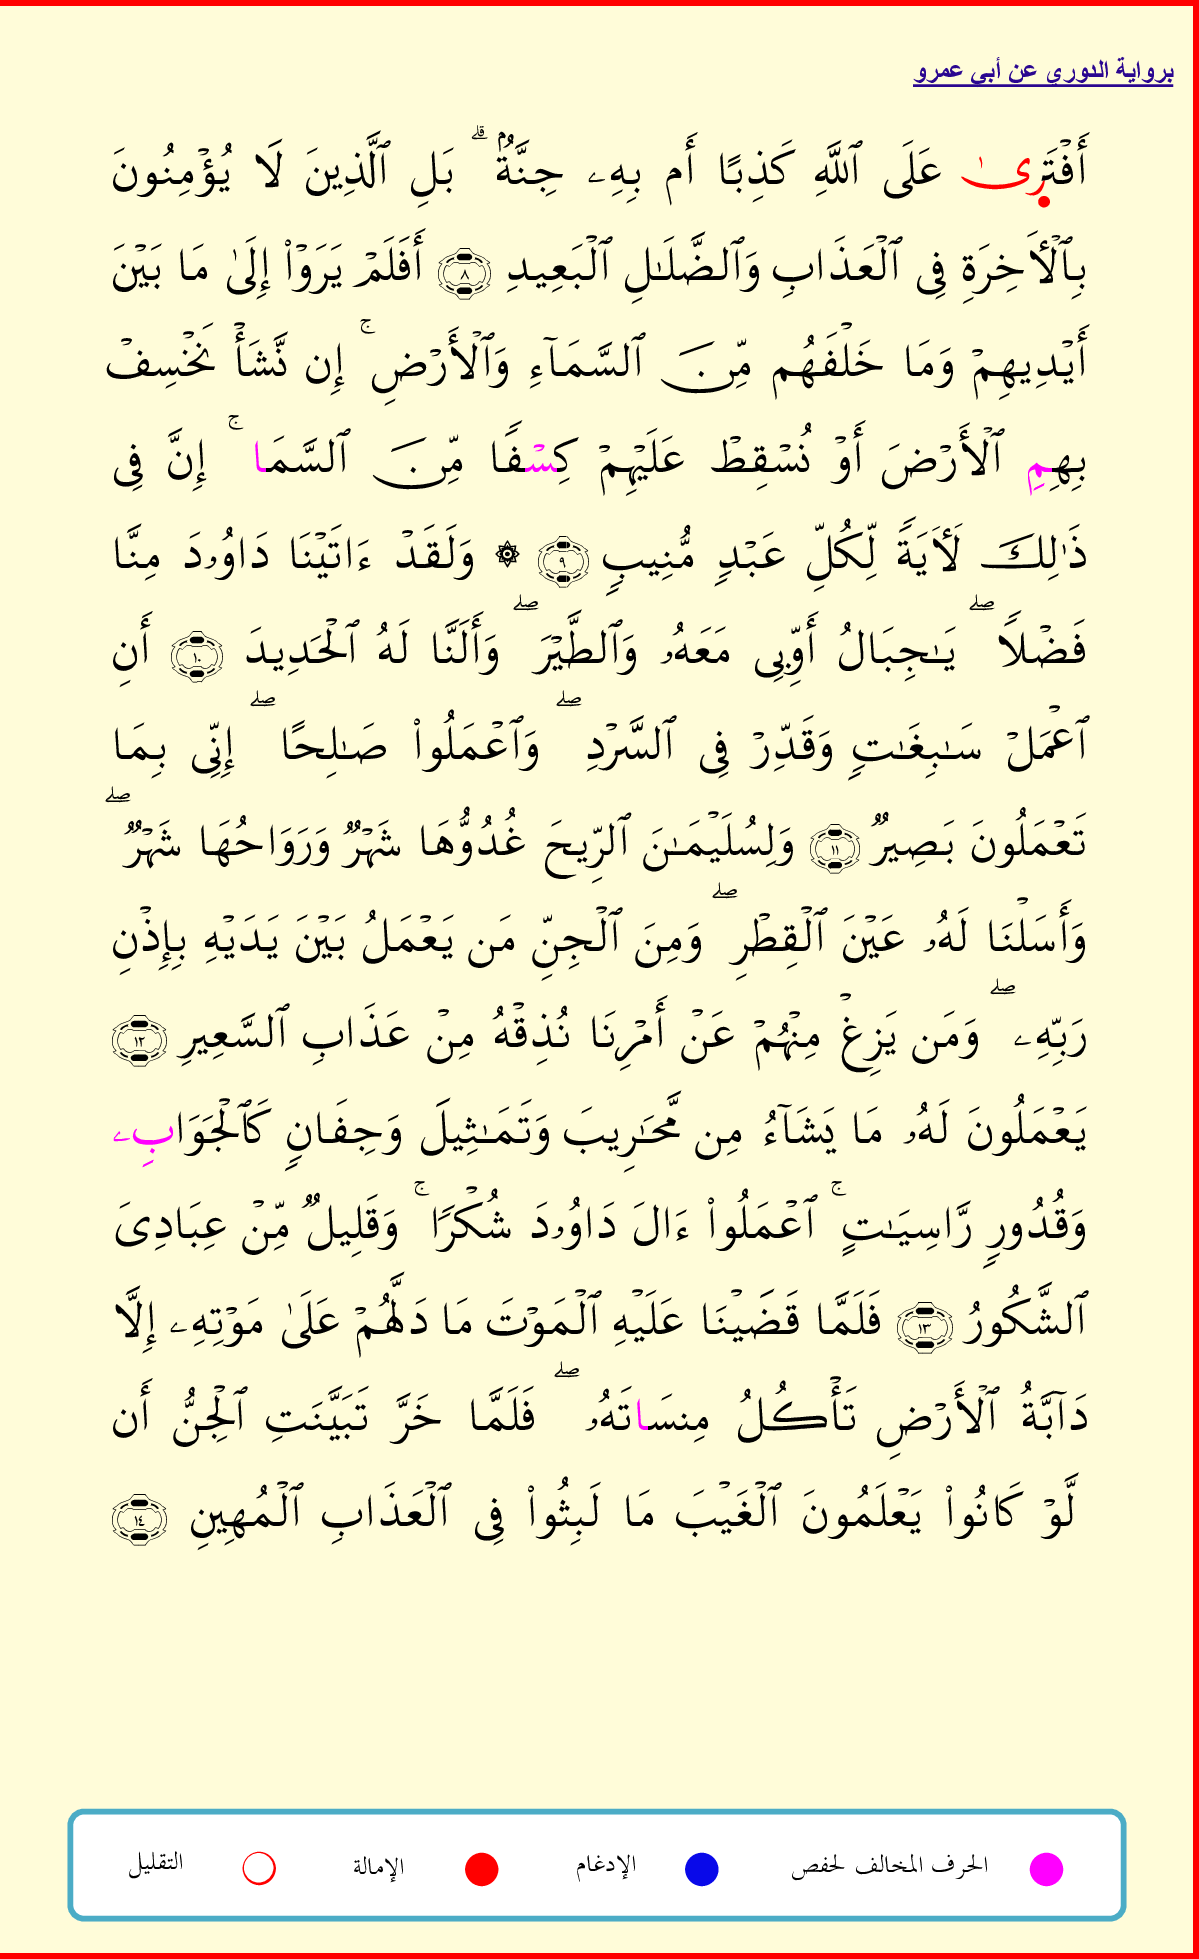 برواية الدوري عن أبي عمرو
أَفْتَرِىٰ عَلَى ٱللَّهِ كَذِبًا أَم بِهِۦ جِنَّةٌۢ ۗ بَلِ ٱلَّذِينَ لَا يُؤْمِنُونَ
بِٱلْأَخِرَةِ فِى ٱلْعَذَابِ وَٱلضَّلَـٰلِ ٱلْبَعِيدِ ٨ أَفَلَمْ يَرَوْا۟ إِلَىٰ مَا بَيْنَ
أَيْدِيهِمْ وَمَا خَلْفَهُم مِّنَ ٱلسَّمَآءِ وَٱلْأَرْضِ ۚ إِن نَّشَأْ نَخْسِفْ
بِهِمِ ٱلْأَرْضَ أَوْ نُسْقِطْ عَلَيْهِمْ كِسْفًا مِّنَ ٱلسَّمَا ۚ إِنَّ فِى
ذَٰلِكَ لَأَيَةً لِّكُلِّ عَبْدٍ مُّنِيبٍ ٩ ۞ وَلَقَدْ ءَاتَيْنَا دَاوُۥدَ مِنَّا
فَضْلًا ۖ يَـٰجِبَالُ أَوِّبِى مَعَهُۥ وَٱلطَّيْرَ ۖ وَأَلَنَّا لَهُ ٱلْحَدِيدَ ١٠ أَنِ
ٱعْمَلْ سَـٰبِغَـٰتٍ وَقَدِّرْ فِى ٱلسَّرْدِ ۖ وَٱعْمَلُوا۟ صَـٰلِحًا ۖ إِنِّى بِمَا
تَعْمَلُونَ بَصِيرٌ ١١ وَلِسُلَيْمَـٰنَ ٱلرِّيحَ غُدُوُّهَا شَهْرٌ وَرَوَاحُهَا شَهْرٌ ۖ
وَأَسَلْنَا لَهُۥ عَيْنَ ٱلْقِطْرِ ۖ وَمِنَ ٱلْجِنِّ مَن يَعْمَلُ بَيْنَ يَدَيْهِ بِإِذْنِ
رَبِّهِۦ ۖ وَمَن يَزِغْ مِنْهُمْ عَنْ أَمْرِنَا نُذِقْهُ مِنْ عَذَابِ ٱلسَّعِيرِ ١٢
يَعْمَلُونَ لَهُۥ مَا يَشَآءُ مِن مَّحَـٰرِيبَ وَتَمَـٰثِيلَ وَجِفَانٍ كَٱلْجَوَابِۦ
وَقُدُورٍ رَّاسِيَـٰتٍ ۚ ٱعْمَلُوا۟ ءَالَ دَاوُۥدَ شُكْرًا ۚ وَقَلِيلٌ مِّنْ عِبَادِىَ
ٱلشَّكُورُ ١٣ فَلَمَّا قَضَيْنَا عَلَيْهِ ٱلْمَوْتَ مَا دَلَّهُمْ عَلَىٰ مَوْتِهِۦ إِلَّا
دَآبَّةُ ٱلْأَرْضِ تَأْكُلُ مِنسَاتَهُۥ ۖ فَلَمَّا خَرَّ تَبَيَّنَتِ ٱلْجِنُّ أَن
لَّوْ كَانُوا۟ يَعْلَمُونَ ٱلْغَيْبَ مَا لَبِثُوا۟ فِى ٱلْعَذَابِ ٱلْمُهِينِ ١٤
الحرف المخالف لحفص الإدغام الإمالة التقليل